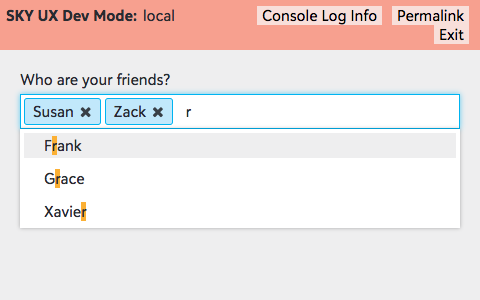 SKY UX Dev Mode: local Console Log Info Permalink
Exit
Who are your friends?
Susan ✖ Zack ✖ r
Frank
Grace
Xavier